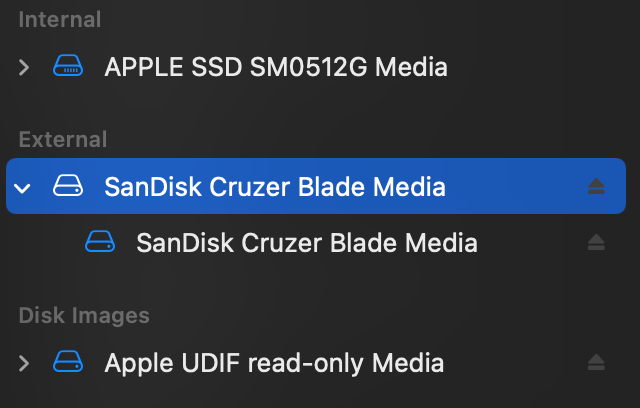 Internal
APPLE SSD SM0512G Media
External
SanDisk Cruzer Blade Media
SanDisk Cruzer Blade Media
Disk Images
Apple UDIF read-only Media